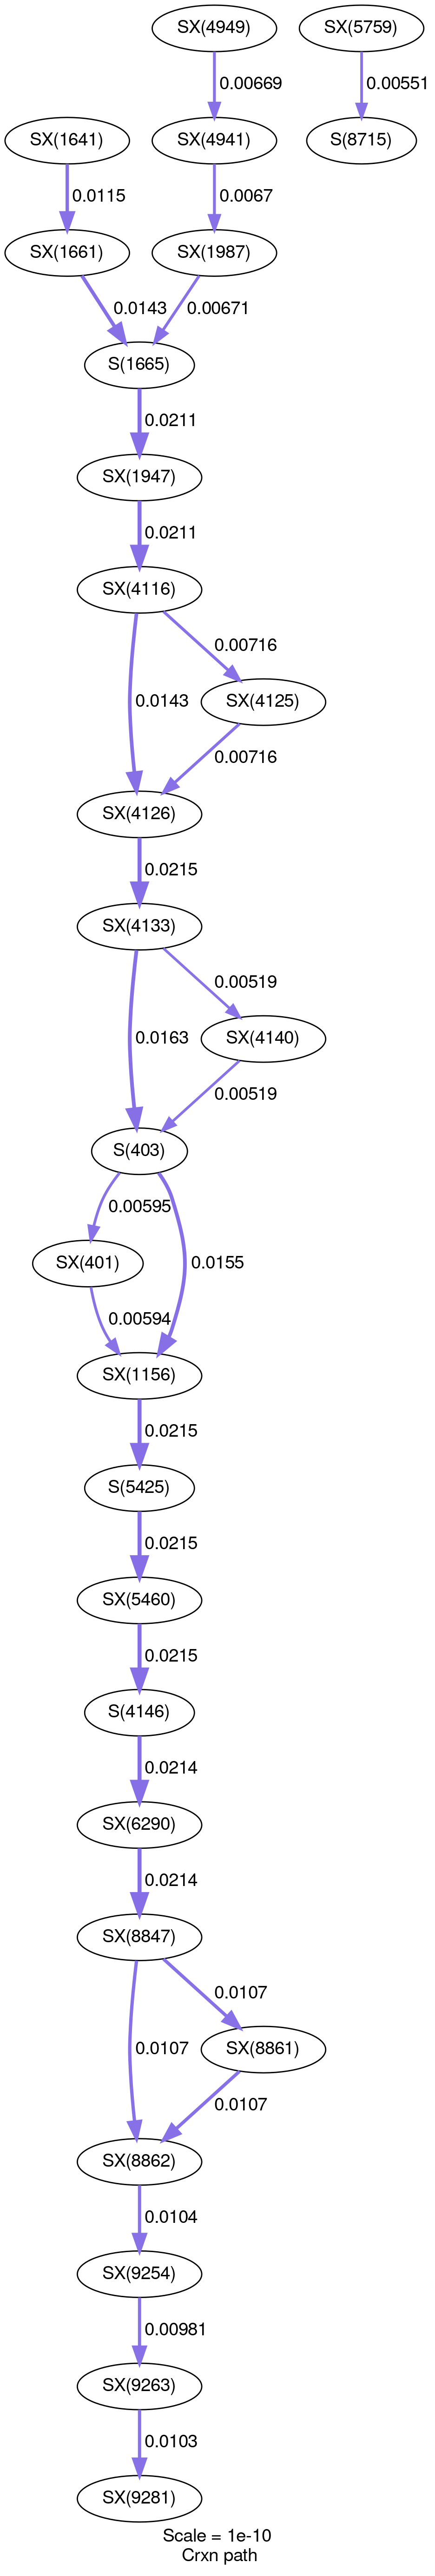 SX(4949)
SX(5759)
0.00669
0.00551
SX(1641)
SX(4941)
S(8715)
0.0115
0.0067
SX(1661)
SX(1987)
0.0143
0.00671
S(1665)
0.0211
SX(1947)
0.0211
SX(4116)
0.00716
0.0143
SX(4125)
0.00716
SX(4126)
0.0215
SX(4133)
0.00519
0.0163
SX(4140)
0.00519
S(403)
0.00595
0.0155
SX(401)
0.00594
SX(1156)
0.0215
S(5425)
0.0215
SX(5460)
0.0215
S(4146)
0.0214
SX(6290)
0.0214
SX(8847)
0.0107
0.0107
SX(8861)
0.0107
SX(8862)
0.0104
SX(9254)
0.00981
SX(9263)
0.0103
SX(9281)
Scale = 1e-10
Crxn path